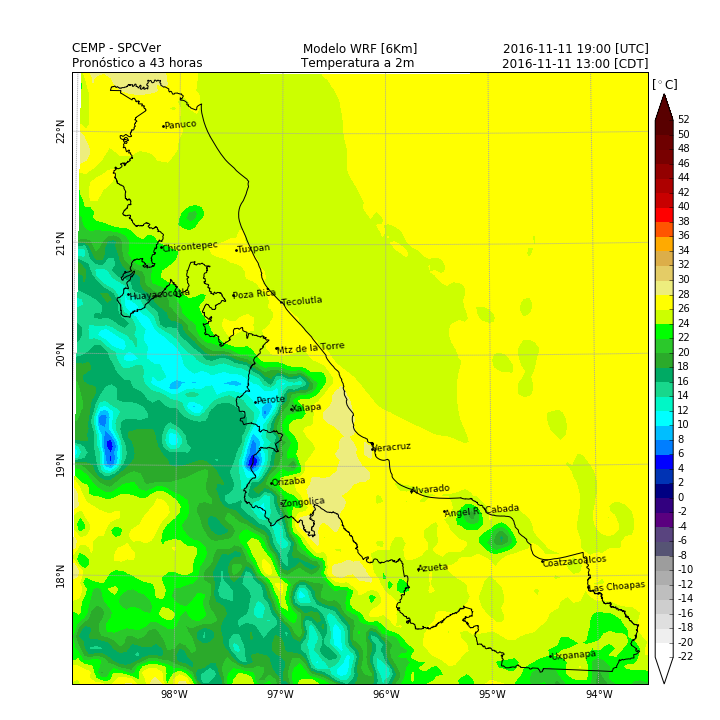 CEMP - SPCVer Modelo WRF [6Km] 2016-11-11 19:00 [UTC]
Pronóstico a 43 horas Temperatura a 2m 2016-11-11 13:00 [CDT]
[°C]
52
50
48
46
44
42
40
38
36
34
32
30
28
26
24
22
20
18
16
14
12
10
8
6
4
2
0
-2
-4
-6
-8
-10
-12
-14
-16
-18
-20
-22
22°N
21°N
20°N
19°N
18°N
Panuco
Chicontepec
Tuxpan
Huayacocotla
Poza Rica
Tecolutla
Mtz de la Torre
Perote
Xalapa
Veracruz
Orizaba
Zongolica
Alvarado
Angel R. Cabada
Azueta
Coatzacoalcos
Las Choapas
Uxpanapa
98°W 97°W 96°W 95°W 94°W